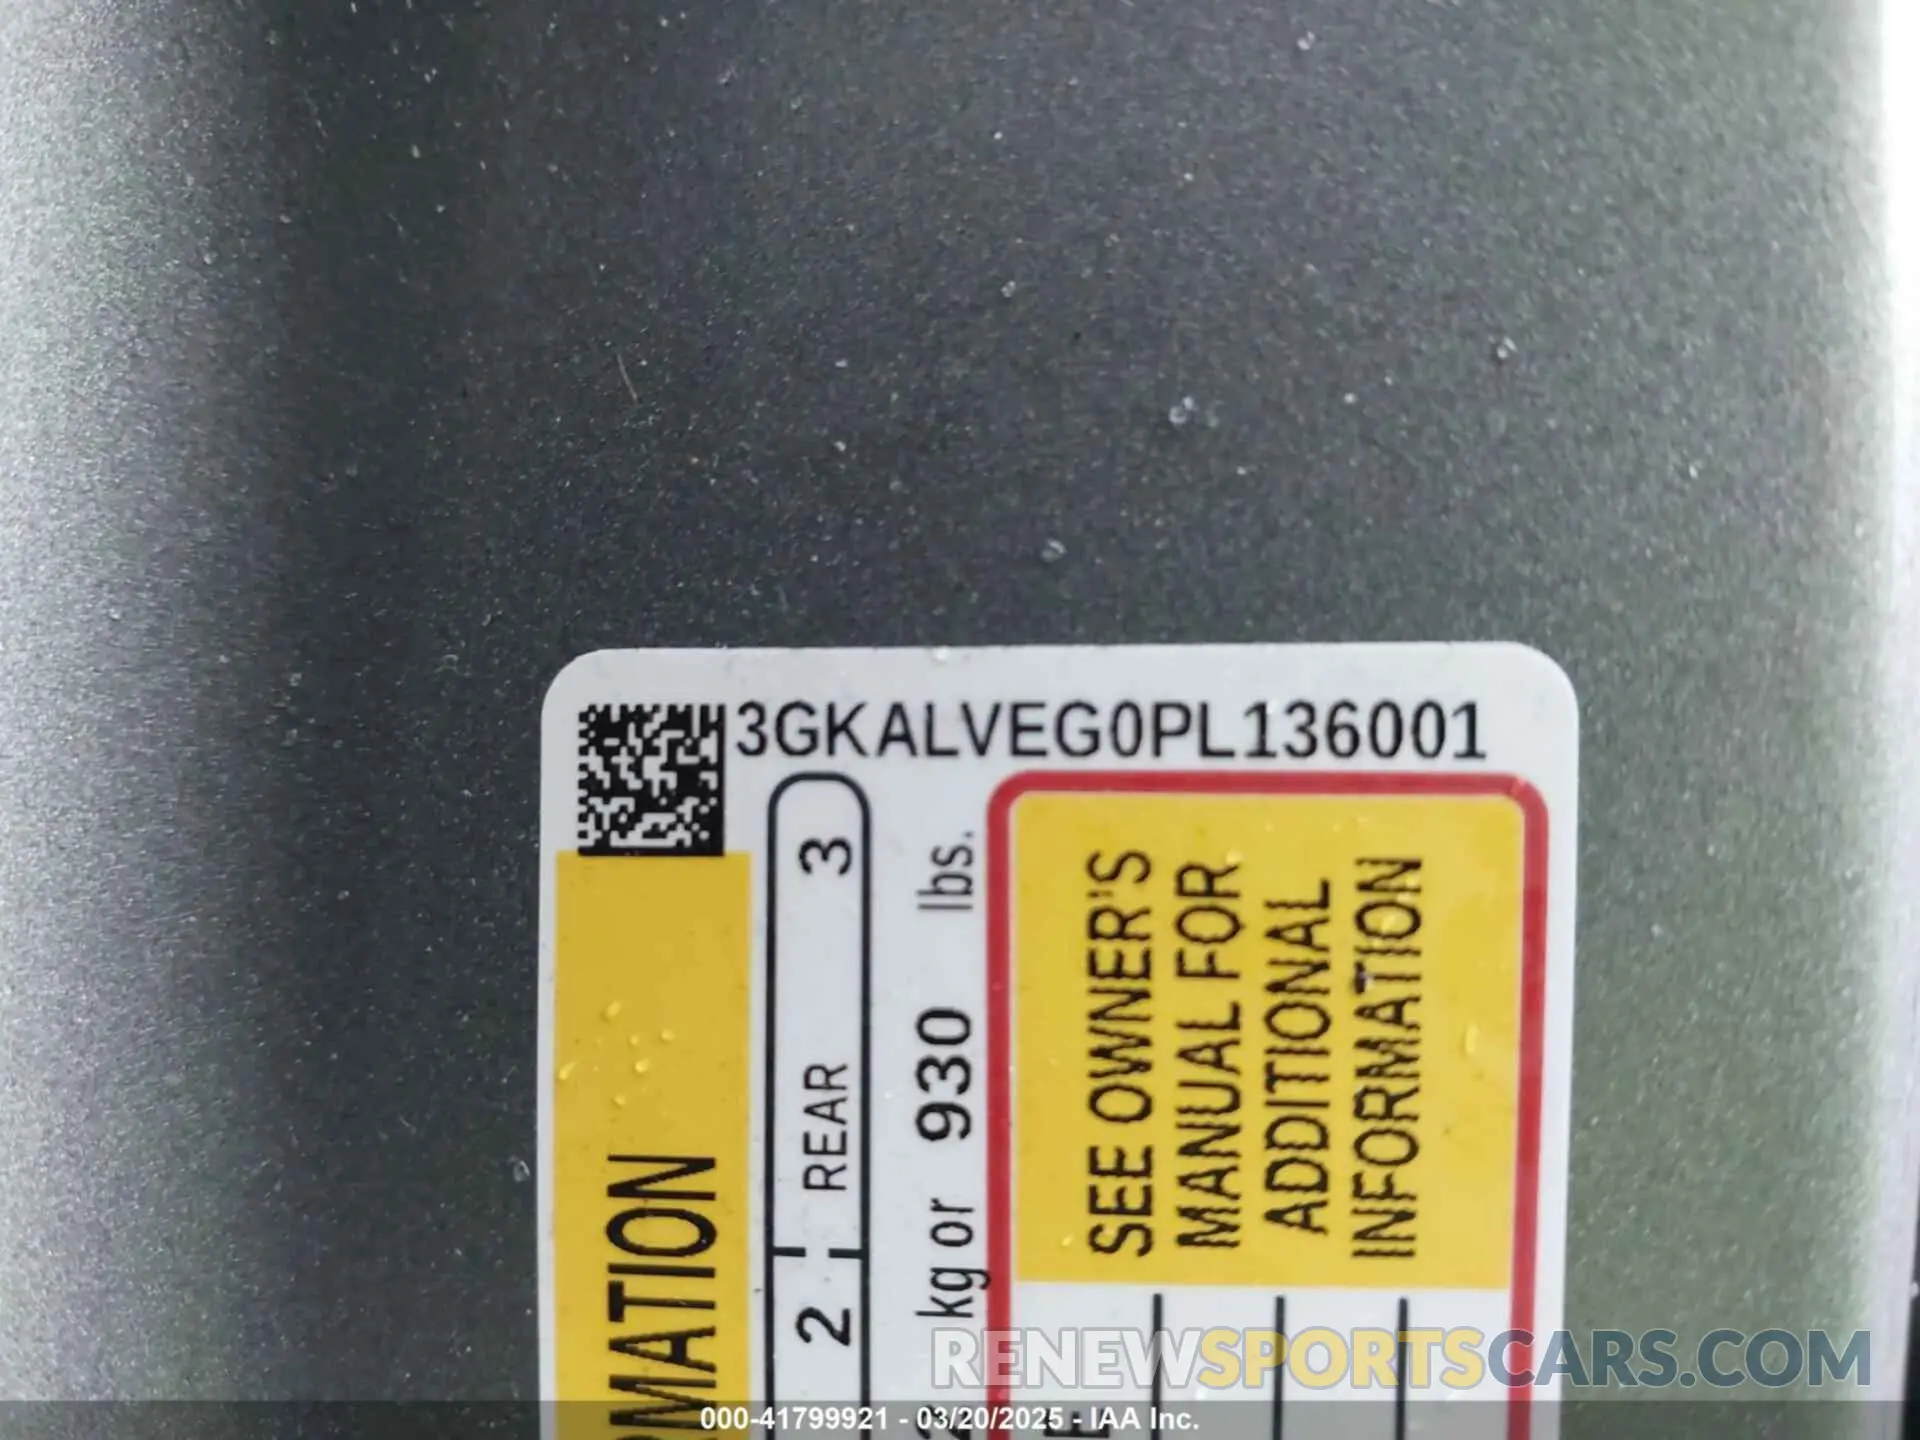 3GKALVEG0PL136001
RMATION
2 REAR 3
kg or 930 lbs.
SEE OWNER'S
MANUAL FOR
ADDITIONAL
INFORMATION
RENEWSPORTSCARS.COM
000-41799921 - 03/20/2025 - IAA Inc.